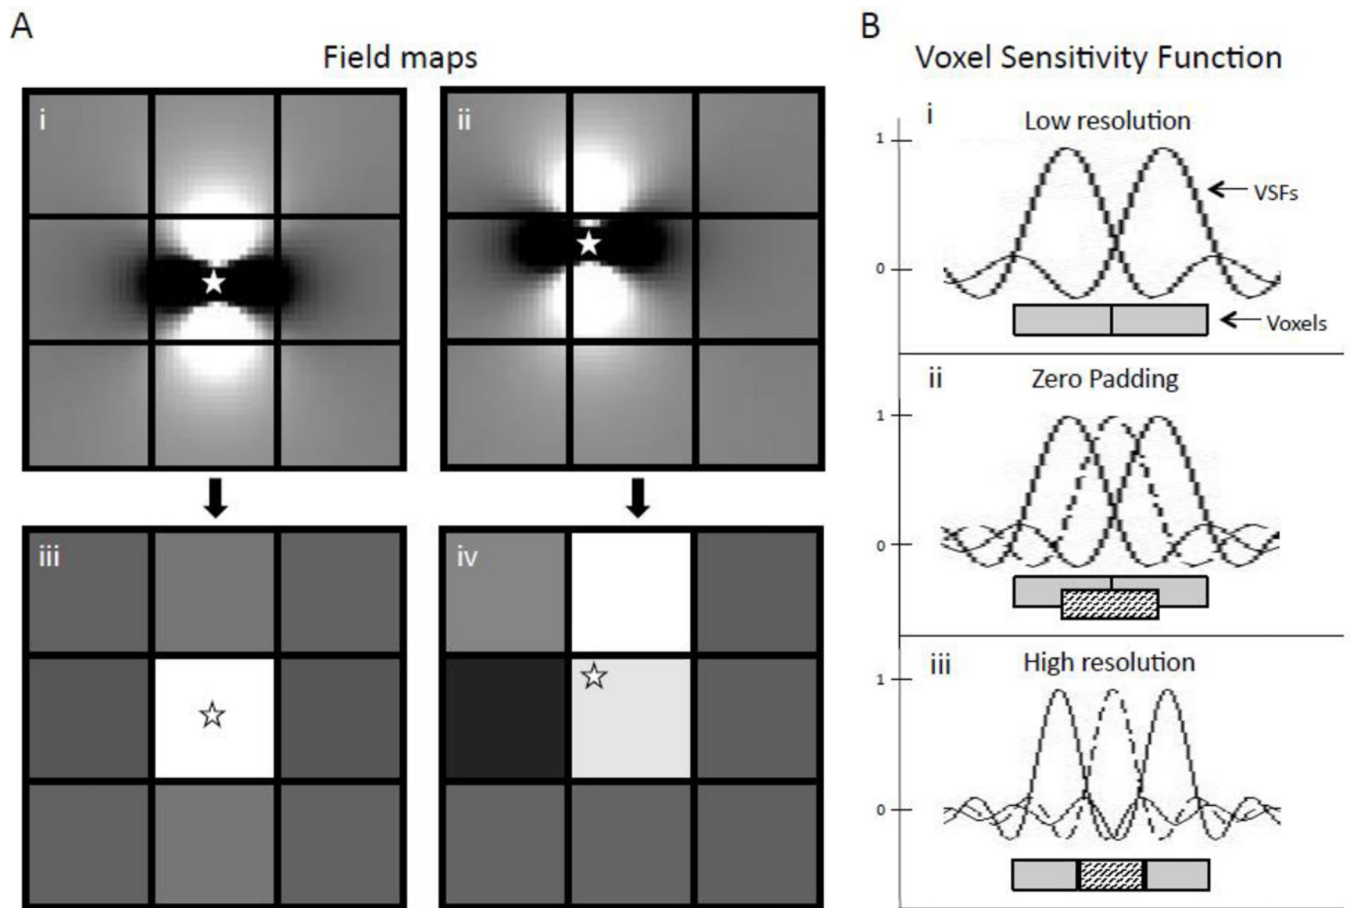 A
Field maps
i
ii
iii
iv
B
Voxel Sensitivity Function
i
Low resolution
1
VSFs
0
Voxels
ii
Zero Padding
1
0
iii
High resolution
1
0